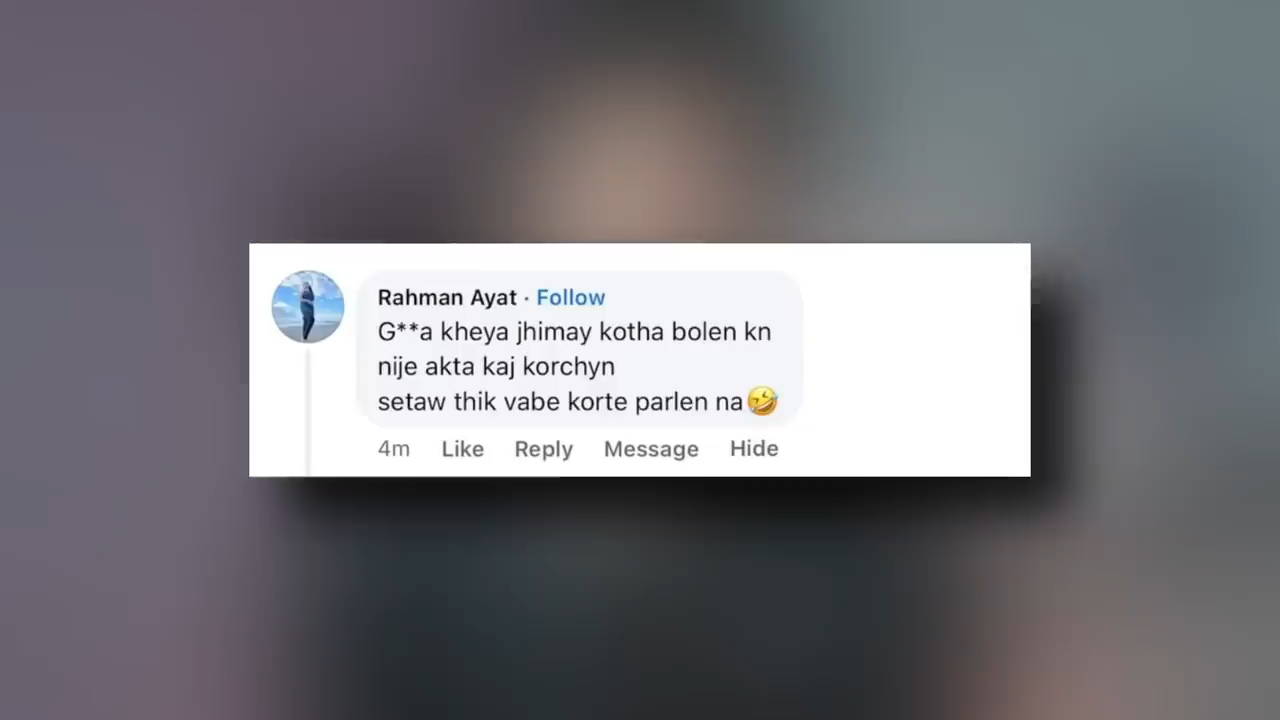 Rahman Ayat · Follow
G**a kheya jhimay kotha bolen kn
nije akta kaj korchyn
setaw thik vabe korte parlen na🤣
4m Like Reply Message Hide